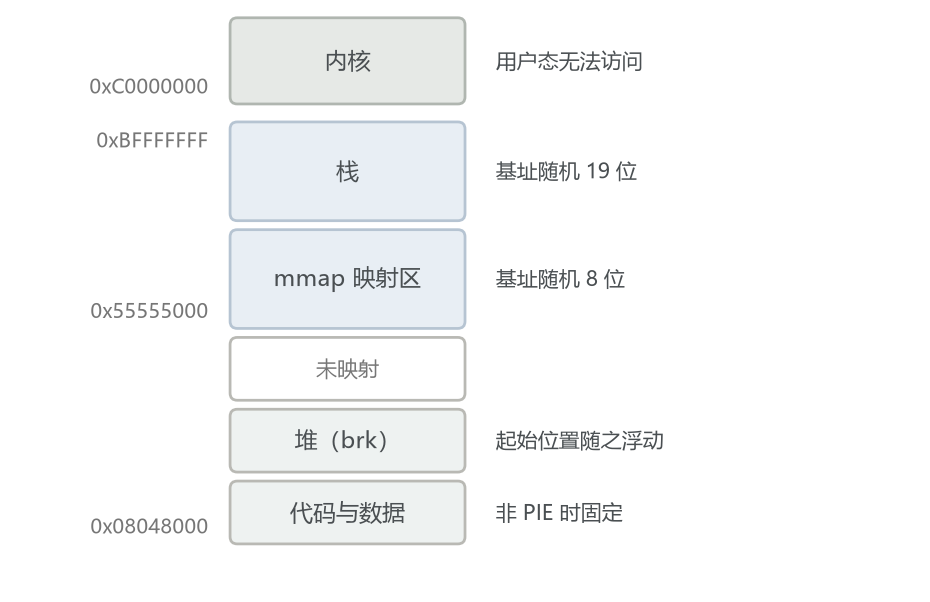 内核
用户态无法访问
0xC0000000
0xBFFFFFFF
栈
基址随机 19 位
mmap 映射区
基址随机 8 位
0x55555000
未映射
堆（brk）
起始位置随之浮动
代码与数据
非 PIE 时固定
0x08048000